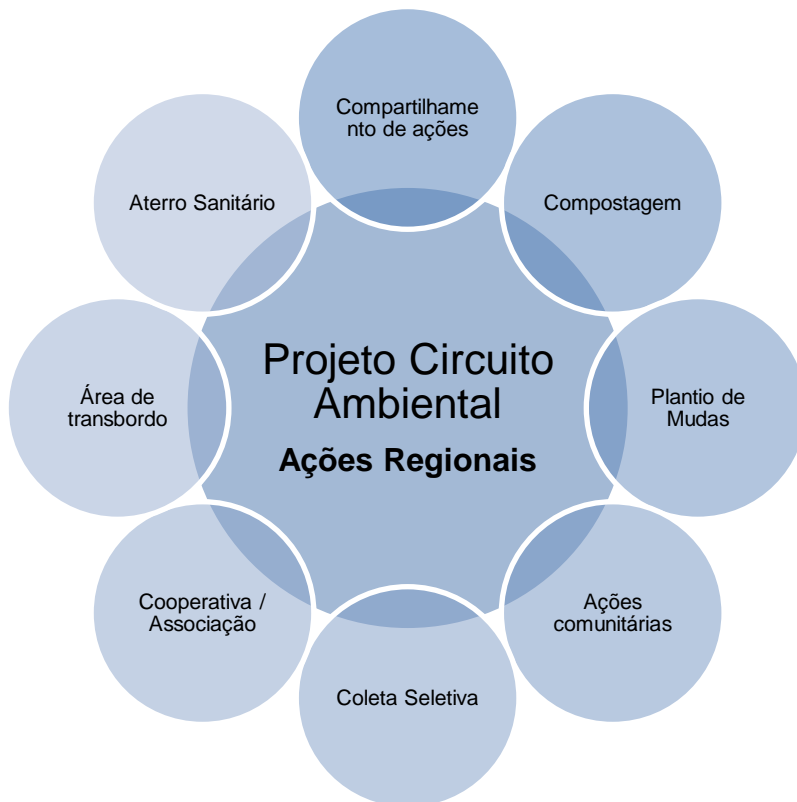 Compartilhame
nto de ações
Compostagem
Plantio de
Mudas
Ações
comunitárias
Coleta Seletiva
Cooperativa /
Associação
Área de
transbordo
Aterro Sanitário
Projeto Circuito
Ambiental
Ações Regionais